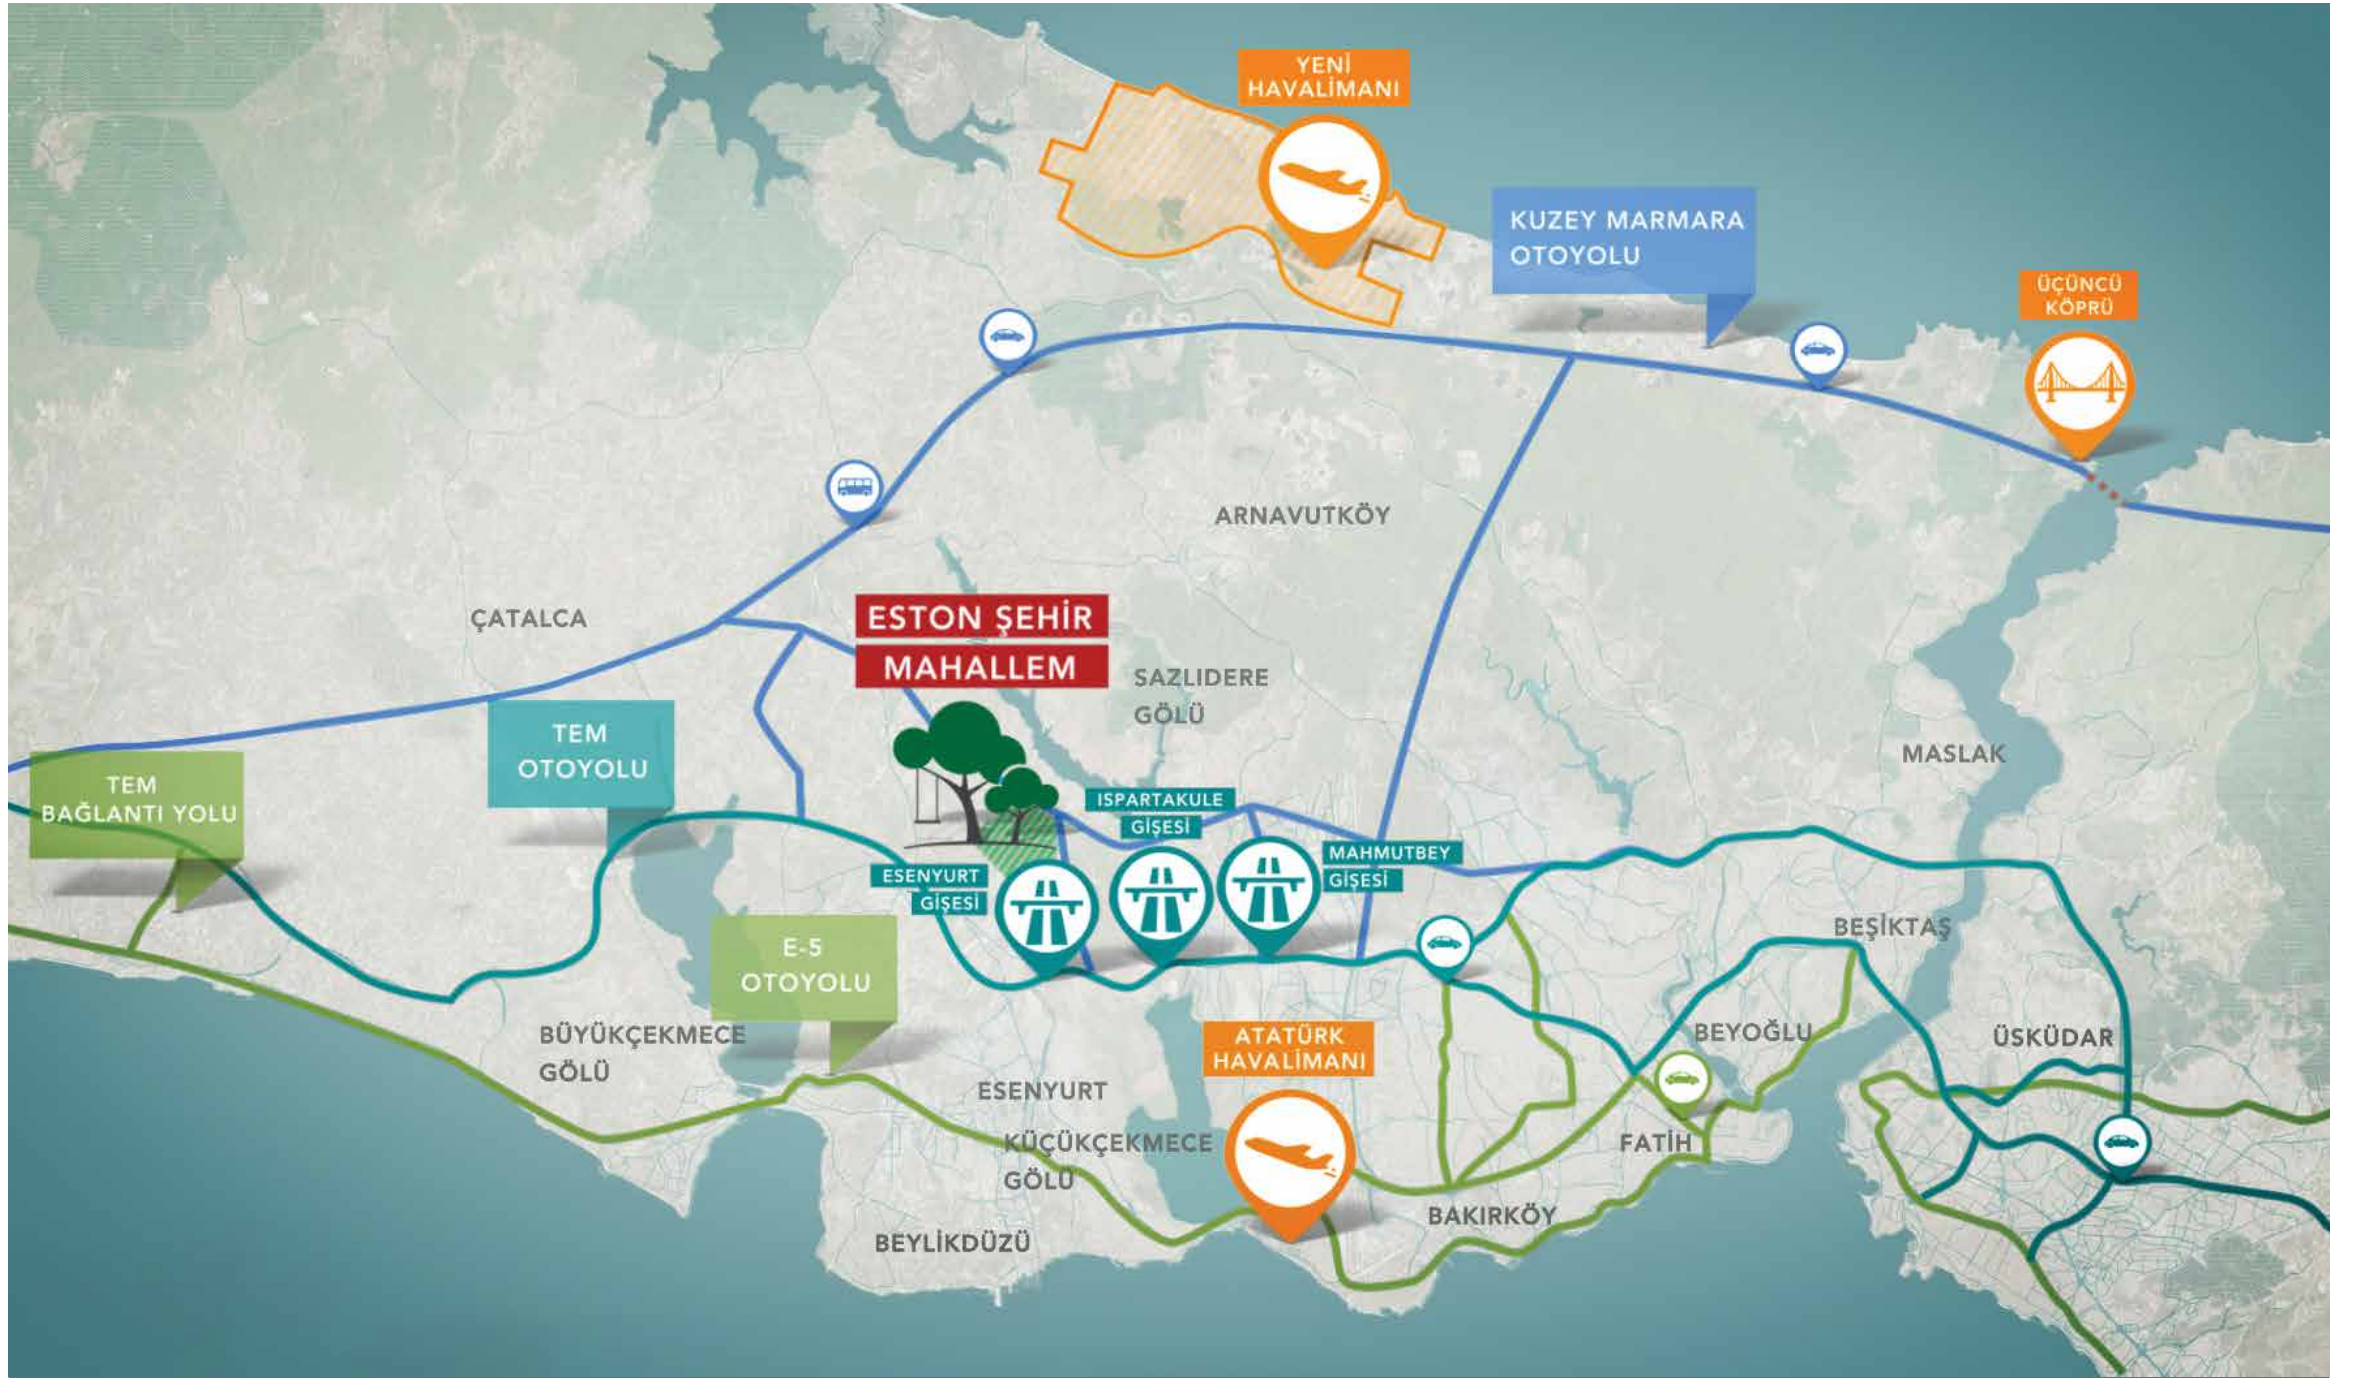 YENİ
HAVALİMANI
KUZEY MARMARA
OTOYOLU
ÜÇÜNCÜ
KÖPRÜ
ARNAVUTKÖY
ÇATALCA
ESTON ŞEHİR
MAHALLEM
SAZLIDERE
GÖLÜ
TEM
OTOYOLU
MASLAK
TEM
BAĞLANTI YOLU
ISPARTAKULE
GİŞESİ
MAHMUTBEY
GİŞESİ
ESENYURT
GİŞESİ
E-5
OTOYOLU
BEŞİKTAŞ
BÜYÜKÇEKMECE
GÖLÜ
ATATÜRK
HAVALİMANI
BEYOĞLU
ÜSKÜDAR
ESENYURT
KÜÇÜKÇEKMECE
GÖLÜ
FATİH
BAKIRKÖY
BEYLİKDÜZÜ